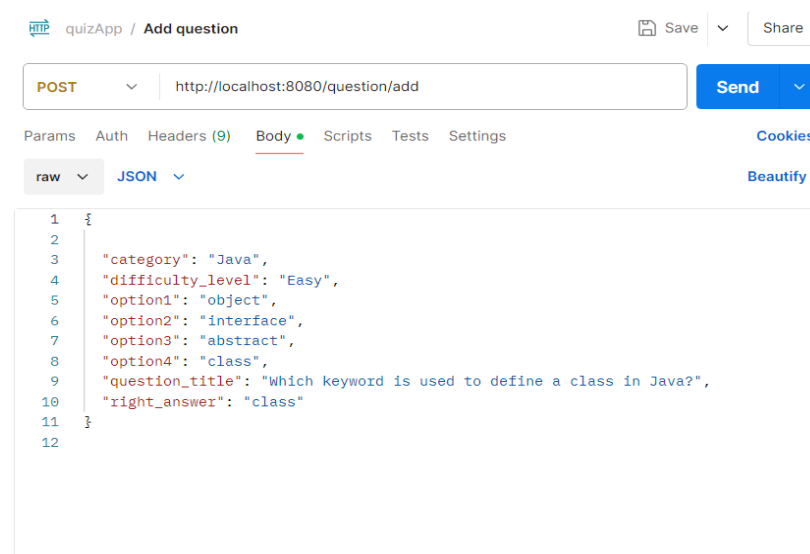 HTTP quizApp / Add question Save Share
POST http://localhost:8080/question/add Send
Params Auth Headers (9) Body Scripts Tests Settings Cookies
raw JSON Beautify
1 {
2
3 "category": "Java",
4 "difficulty_level": "Easy",
5 "option1": "object",
6 "option2": "interface",
7 "option3": "abstract",
8 "option4": "class",
9 "question_title": "Which keyword is used to define a class in Java?",
10 "right_answer": "class"
11 }
12